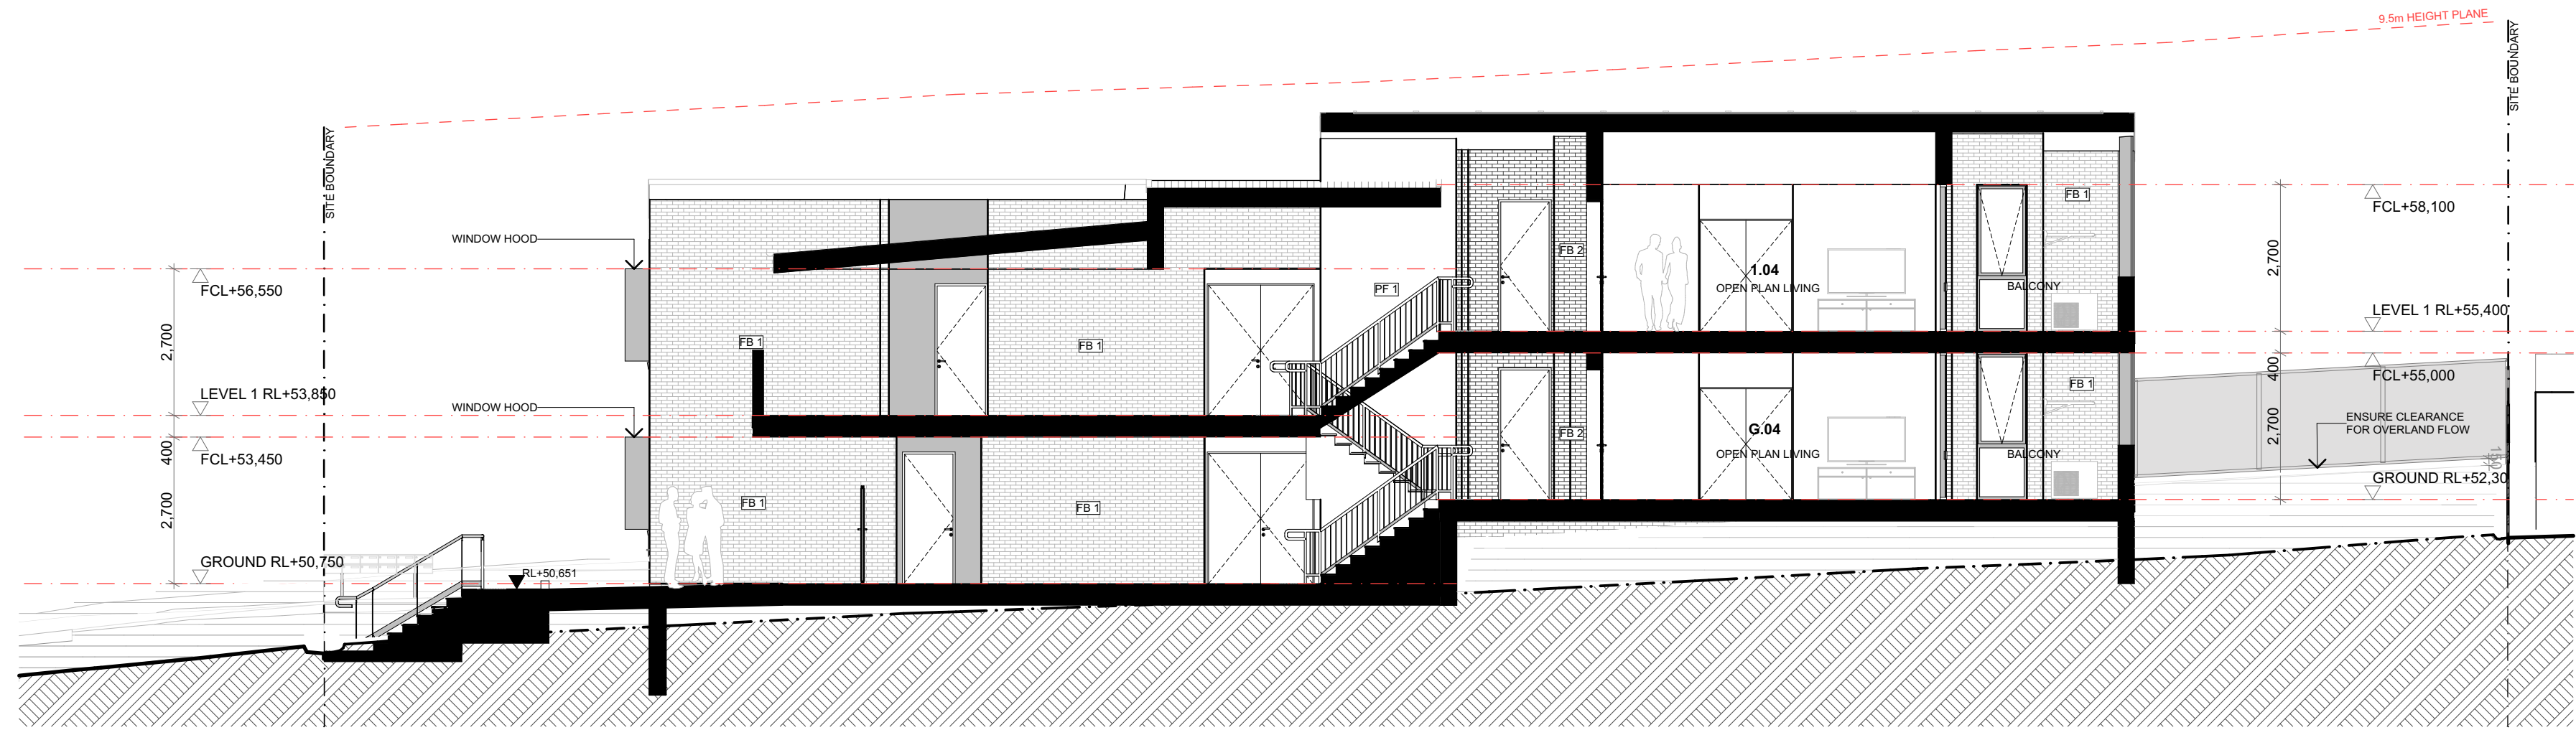 9.5m HEIGHT PLANE
SITE BOUNDARY
SITE BOUNDARY
WINDOW HOOD
FCL+56,550
2,700
LEVEL 1 RL+53,850
WINDOW HOOD
400
FCL+53,450
2,700
GROUND RL+50,750
RL+50,651
FB 1
FB 1
FB 1
FB 1
PF 1
FB 2
1.04
OPEN PLAN LIVING
BALCONY
FB 1
FB 2
G.04
OPEN PLAN LIVING
BALCONY
FB 1
FCL+58,100
2,700
LEVEL 1 RL+55,400
400
FCL+55,000
2,700
ENSURE CLEARANCE
FOR OVERLAND FLOW
150
GROUND RL+52,30